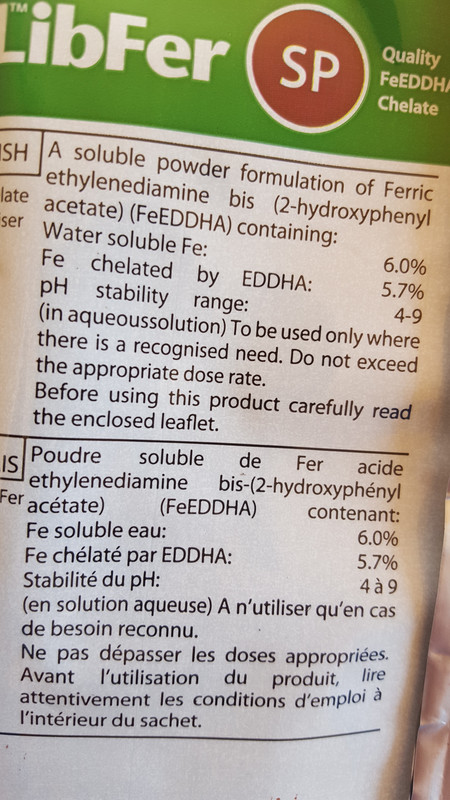 LibFer™
SP
Quality
FeEDDHA
Chelate
A soluble powder formulation of Ferric
ethylenediamine bis (2-hydroxyphenyl
acetate) (FeEDDHA) containing:
Water soluble Fe: 6.0%
Fe chelated by EDDHA: 5.7%
pH stability range: 4-9
(in aqueoussolution) To be used only where
there is a recognised need. Do not exceed
the appropriate dose rate.
Before using this product carefully read
the enclosed leaflet.
Poudre soluble de Fer acide
Fer ethylenediamine bis-(2-hydroxyphényl
acétate) (FeEDDHA) contenant:
Fe soluble eau: 6.0%
Fe chélaté par EDDHA: 5.7%
Stabilité du pH: 4 à 9
(en solution aqueuse) A n'utiliser qu'en cas
de besoin reconnu.
Ne pas dépasser les doses appropriées.
Avant l'utilisation du produit, lire
attentivement les conditions d'emploi à
l'intérieur du sachet.